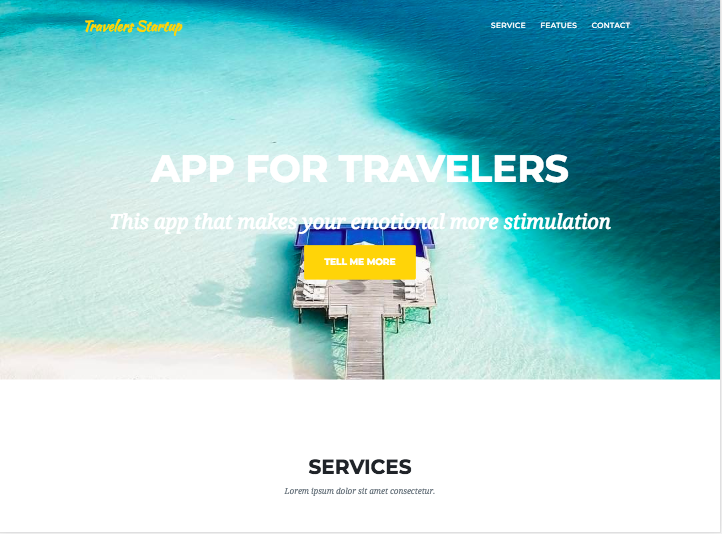 Travelers Startup
SERVICE FEATUES CONTACT
APP FOR TRAVELERS
This app that makes your emotional more stimulation
TELL ME MORE
SERVICES
Lorem ipsum dolor sit amet consectetur.